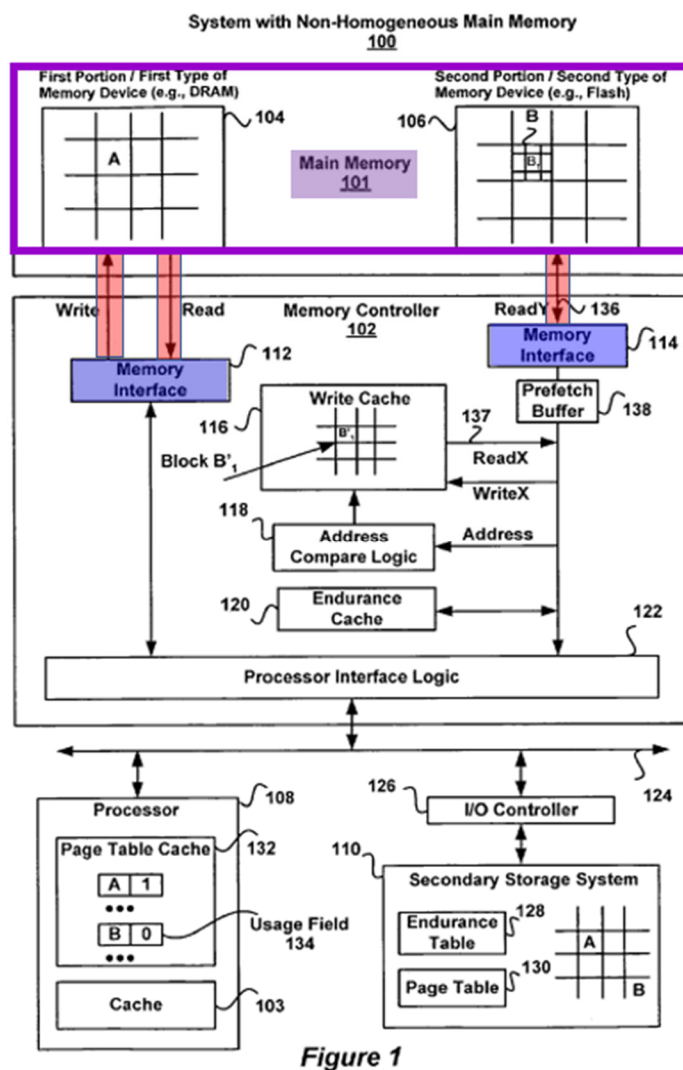 System with Non-Homogeneous Main Memory
100
First Portion / First Type of
Memory Device (e.g., DRAM)
104
A
Second Portion / Second Type of
Memory Device (e.g., Flash)
106
B
B₁
Main Memory
101
Write
Read
Memory Controller
102
ReadY
136
Memory
Interface
112
Memory
Interface
114
Prefetch
Buffer
138
Write Cache
116
B'₁
Block B'₁
137
ReadX
WriteX
118
Address
Compare Logic
Address
120
Endurance
Cache
122
Processor Interface Logic
124
108
Processor
Page Table Cache
132
A 1
•••
B 0
•••
Usage Field
134
Cache
103
126
I/O Controller
110
Secondary Storage System
Endurance
Table
128
Page Table
130
A
B
Figure 1